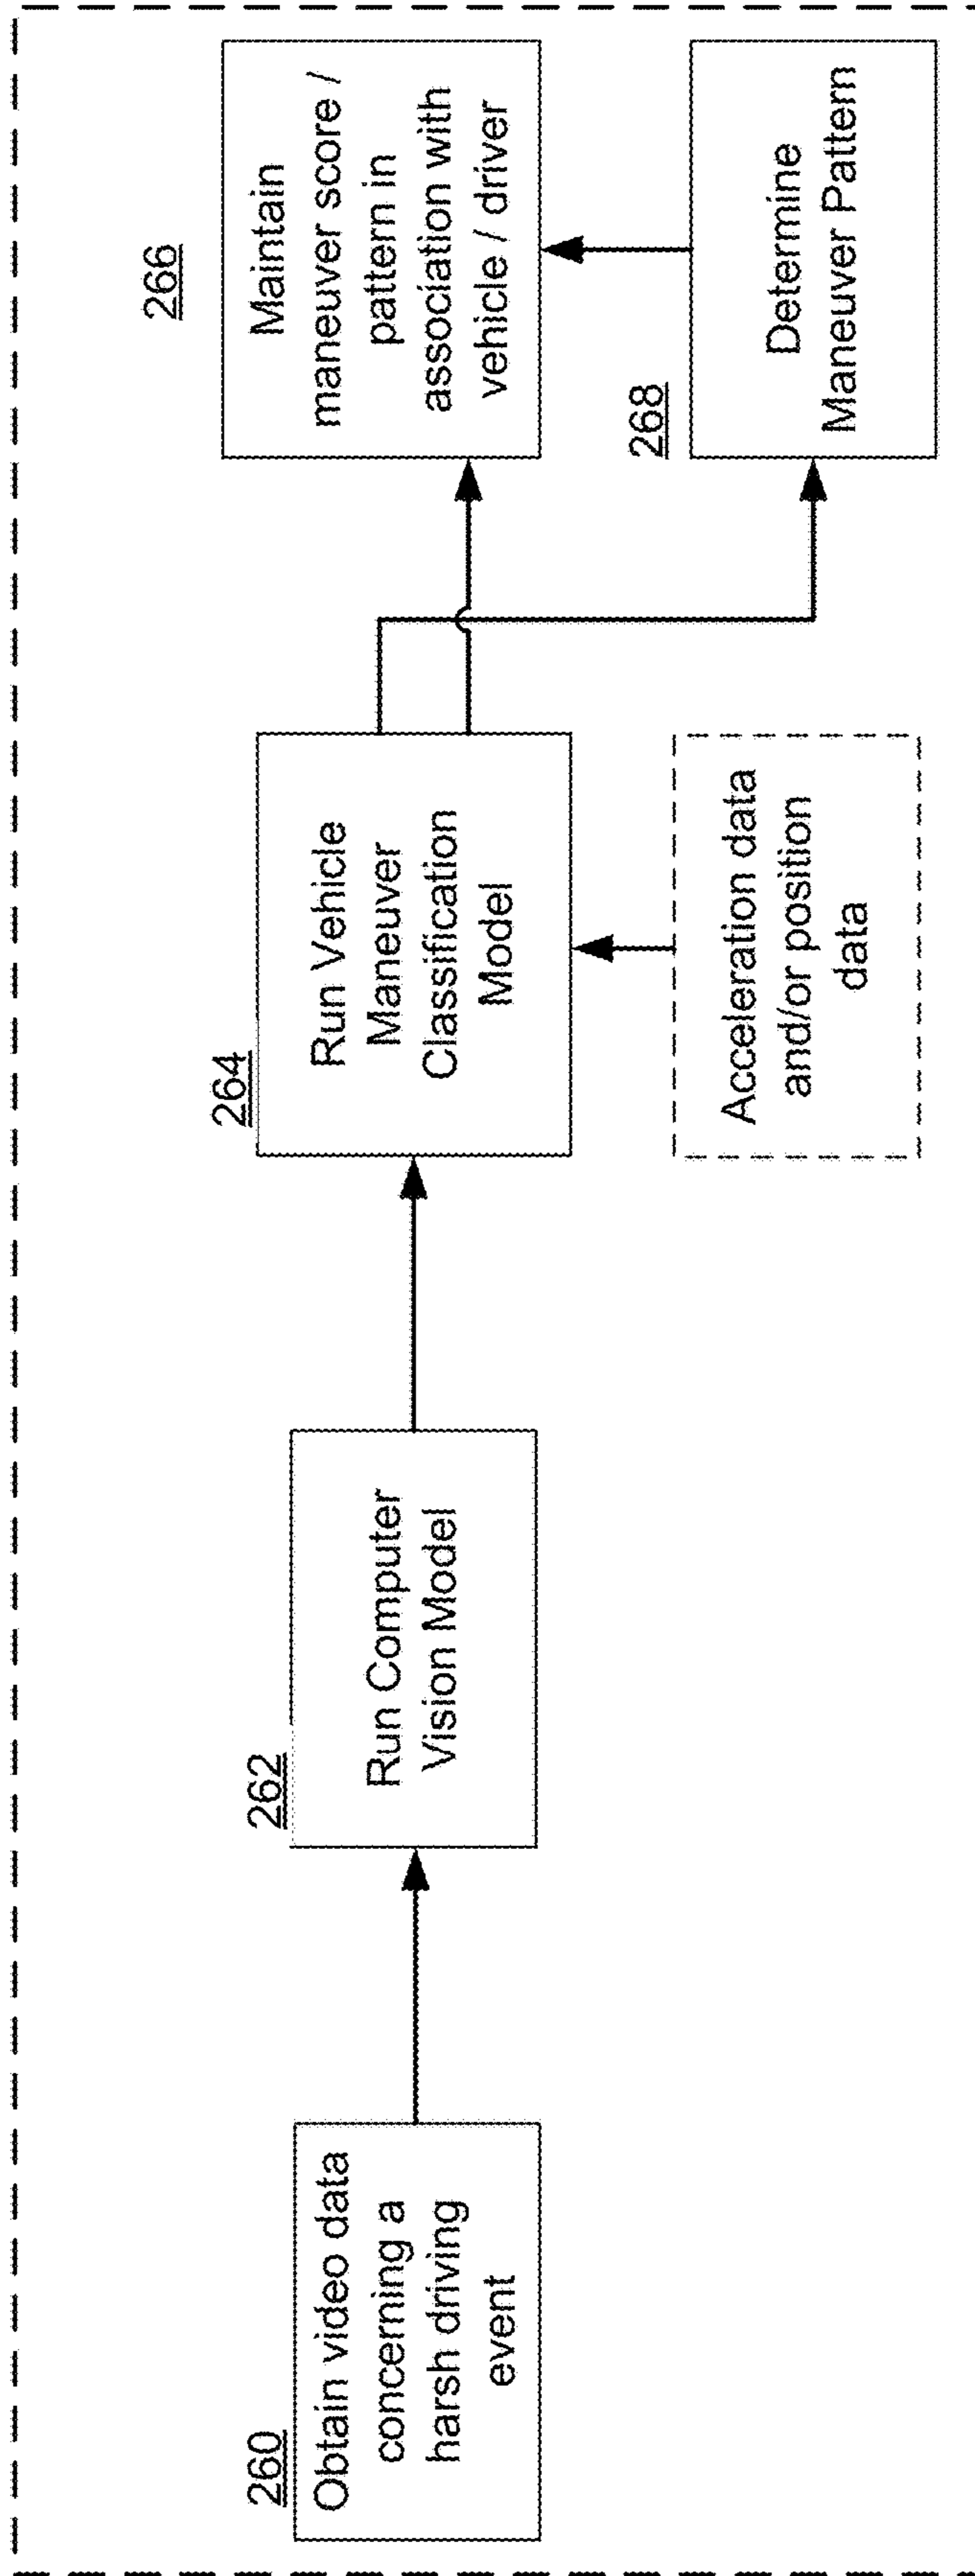 260
Obtain video data
concerning a
harsh driving
event
262
Run Computer
Vision Model
264
Run Vehicle
Maneuver
Classification
Model
Acceleration data
and/or position
data
266
Maintain
maneuver score /
pattern in
association with
vehicle / driver
268
Determine
Maneuver Pattern